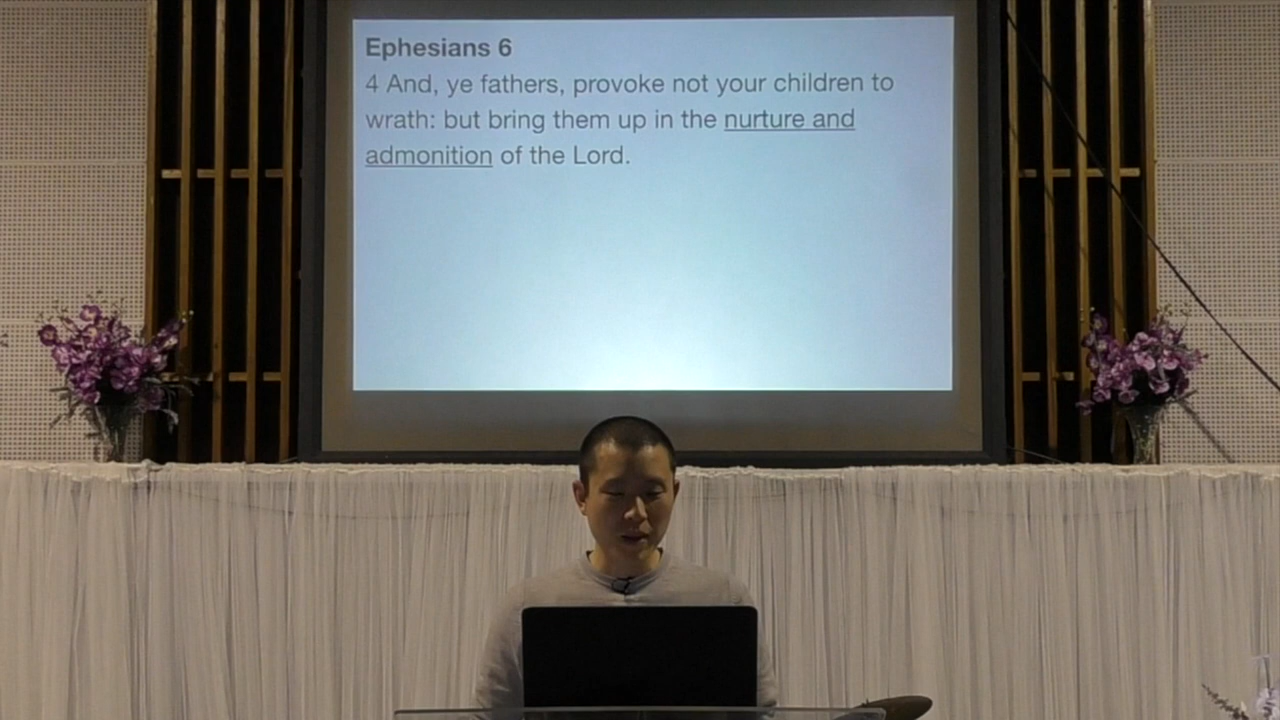 Ephesians 6
4 And, ye fathers, provoke not your children to
wrath: but bring them up in the nurture and
admonition of the Lord.